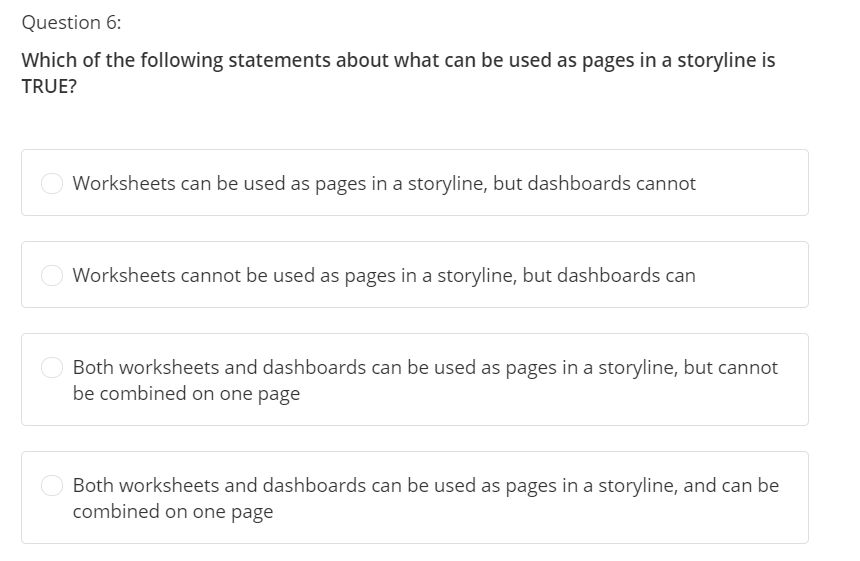 Question 6:
Which of the following statements about what can be used as pages in a storyline is
TRUE?
Worksheets can be used as pages in a storyline, but dashboards cannot
Worksheets cannot be used as pages in a storyline, but dashboards can
Both worksheets and dashboards can be used as pages in a storyline, but cannot
be combined on one page
Both worksheets and dashboards can be used as pages in a storyline, and can be
combined on one page